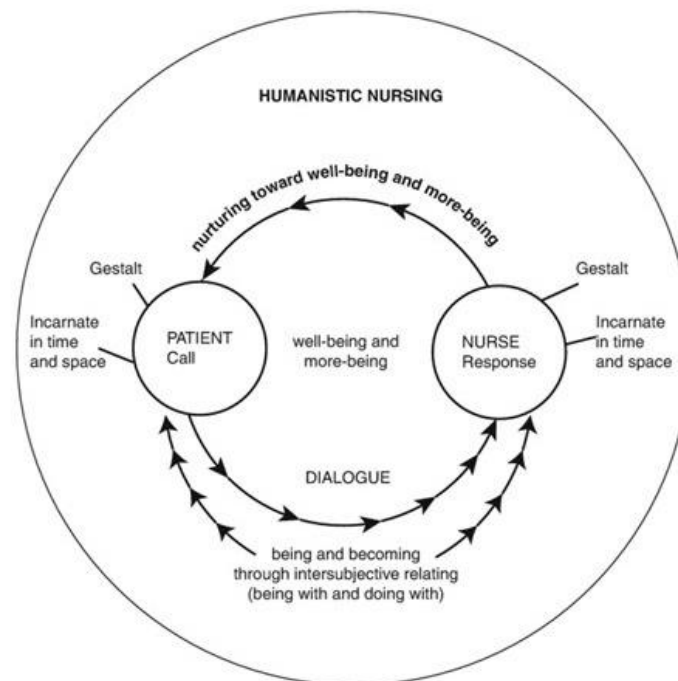 HUMANISTIC NURSING
nurturing toward well-being and more-being
Gestalt
Incarnate
in time
and space
PATIENT
Call
well-being and
more-being
NURSE
Response
Gestalt
Incarnate
in time
and space
DIALOGUE
being and becoming
through intersubjective relating
(being with and doing with)